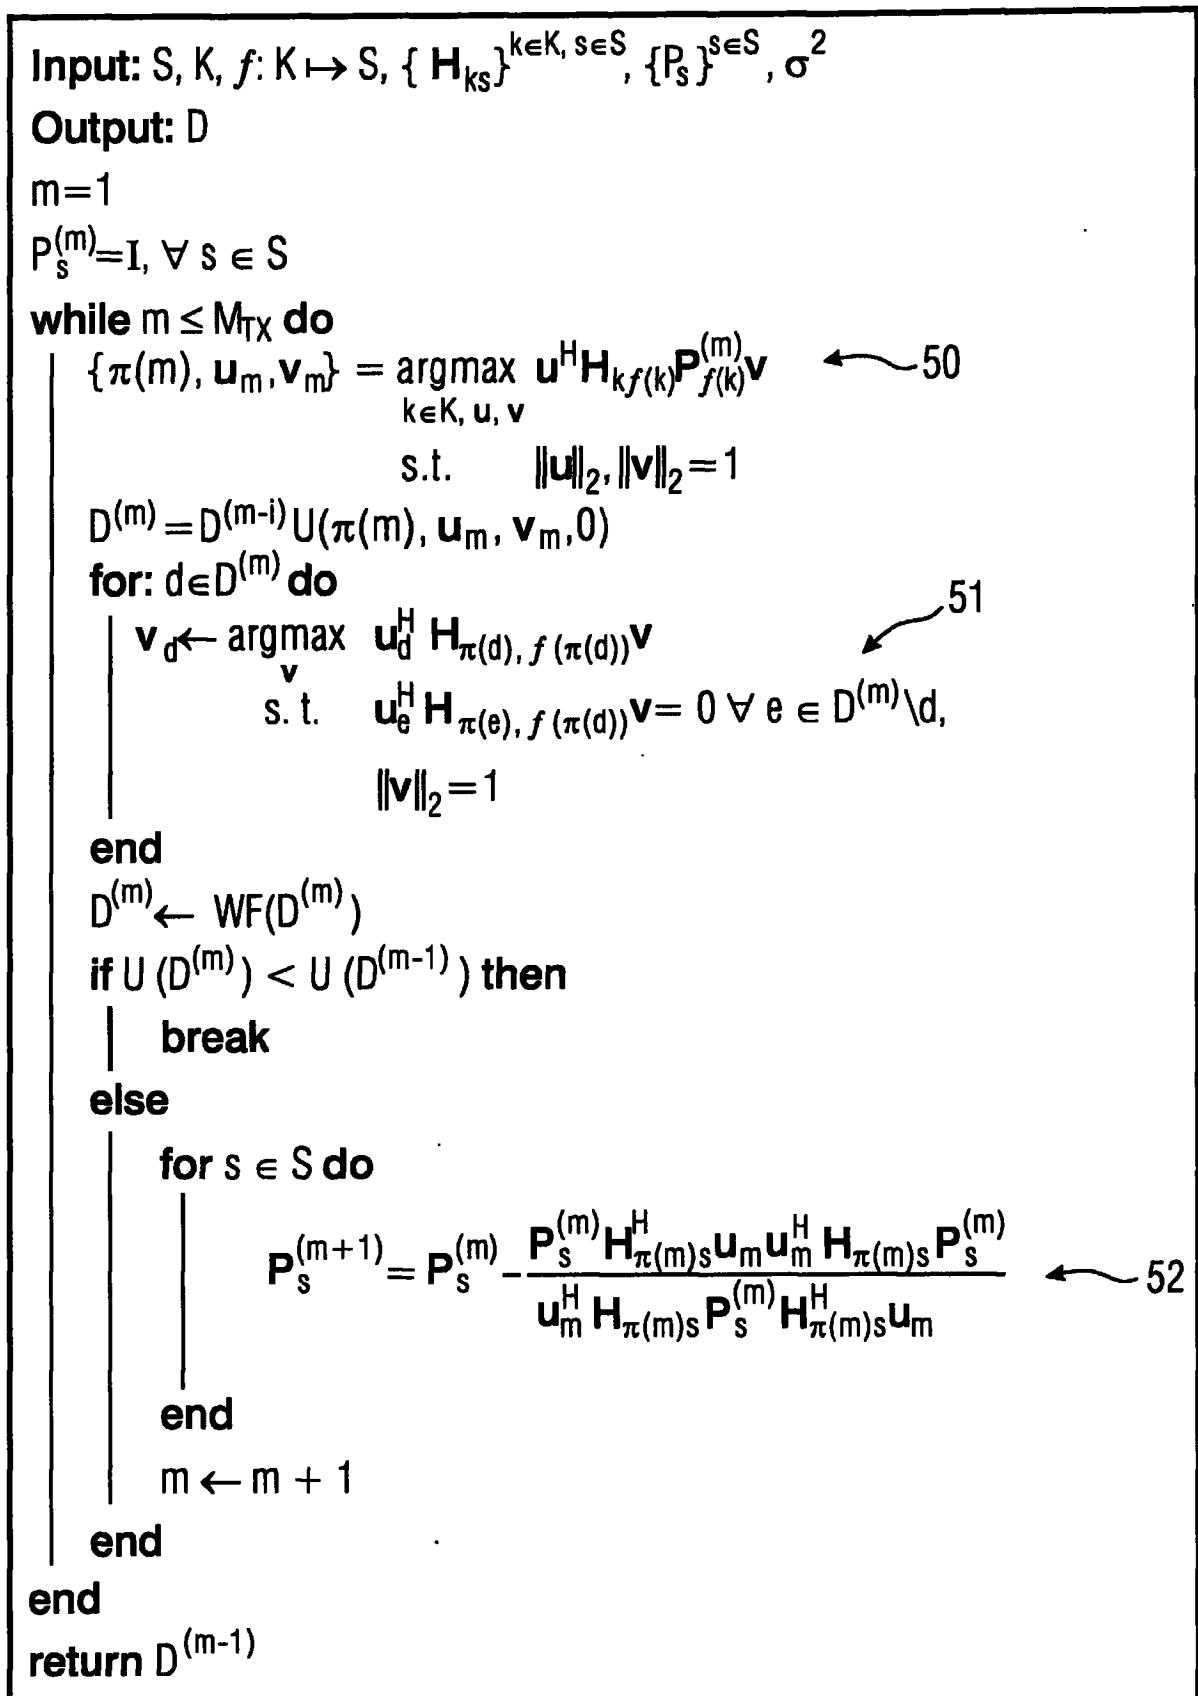 Input: S, K, f: K ↦ S, { H_ks}^k∈K, s∈S, {P_s}^s∈S, σ^2
Output: D
m=1
P_s^(m)=I, ∀ s ∈ S
while m ≤ M_TX do
{π(m), u_m, v_m} = argmax u^H H_kf(k) P_f(k)^(m) v 50
k∈K, u, v
s.t. ‖u‖_2, ‖v‖_2 = 1
D^(m) = D^(m-i) U(π(m), u_m, v_m, 0)
for: d∈D^(m) do
51
v_d ← argmax u_d^H H_π(d), f(π(d)) v
v
s. t. u_e^H H_π(e), f(π(d)) v = 0 ∀ e ∈ D^(m)\d,
‖v‖_2 = 1
end
D^(m) ← WF(D^(m))
if U (D^(m)) < U (D^(m-1)) then
break
else
for s ∈ S do
P_s^(m+1) = P_s^(m) - P_s^(m) H_π(m)s^H u_m u_m^H H_π(m)s P_s^(m) 52
u_m^H H_π(m)s P_s^(m) H_π(m)s^H u_m
end
m ← m + 1
end
end
return D^(m-1)